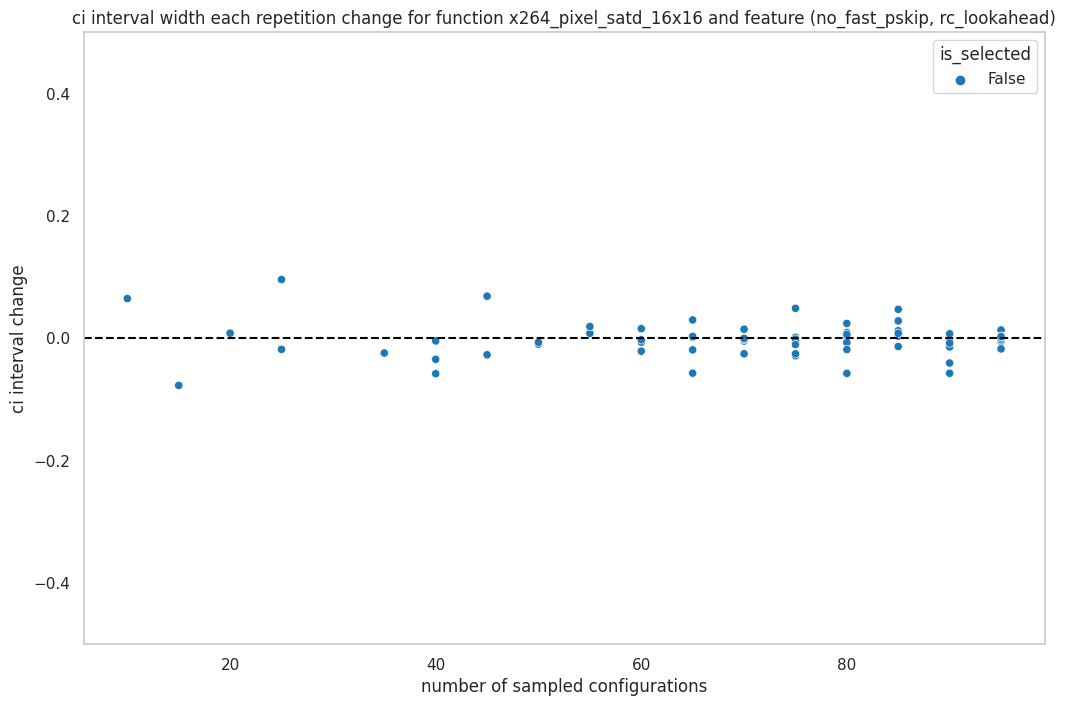 ci interval width each repetition change for function x264_pixel_satd_16x16 and feature (no_fast_pskip, rc_lookahead)
is_selected
False
0.4
0.2
0.0
−0.2
−0.4
ci interval change
20
40
60
80
number of sampled configurations